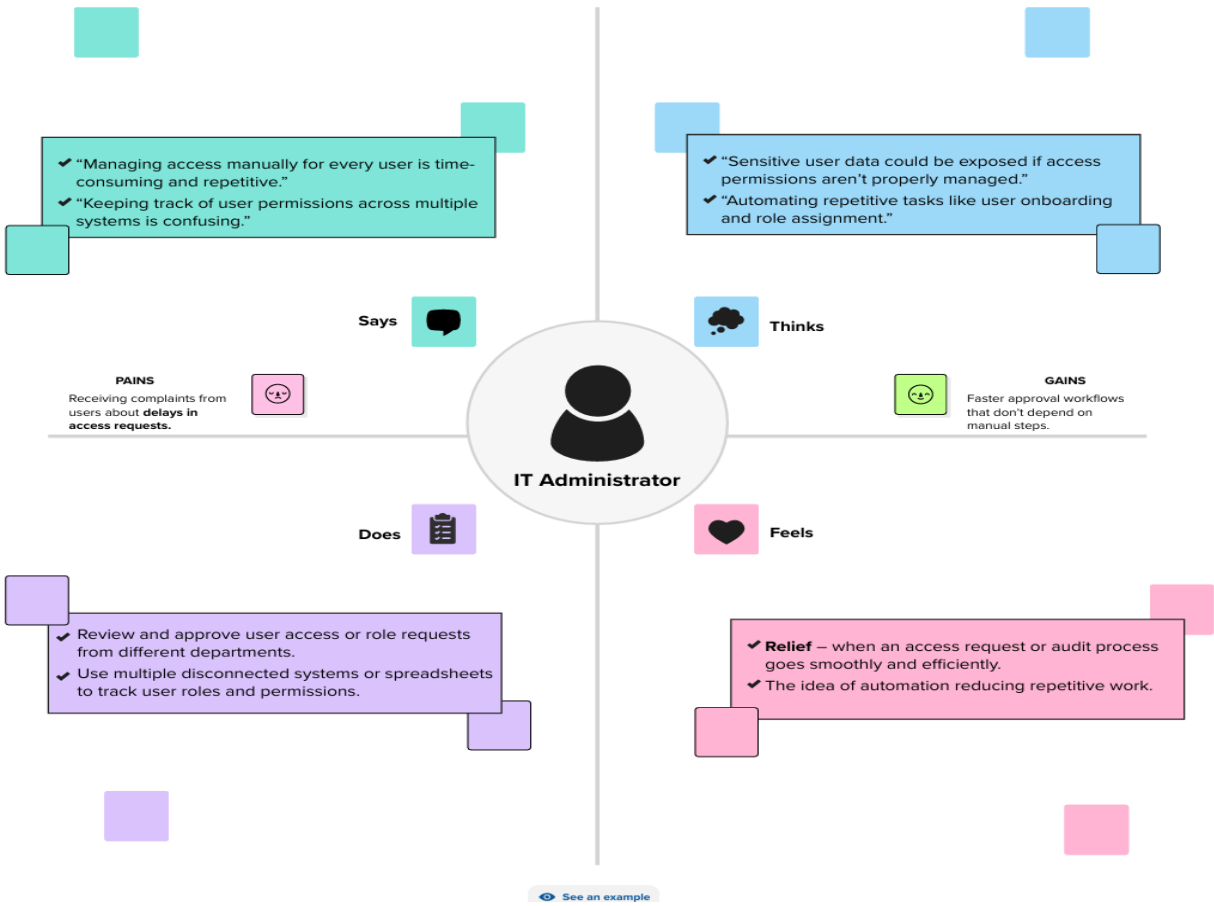 “Managing access manually for every user is time-
consuming and repetitive.”
“Keeping track of user permissions across multiple
systems is confusing.”
“Sensitive user data could be exposed if access
permissions aren’t properly managed.”
“Automating repetitive tasks like user onboarding
and role assignment.”
Says
Thinks
PAINS
Receiving complaints from
users about delays in
access requests.
GAINS
Faster approval workflows
that don’t depend on
manual steps.
IT Administrator
Does
Feels
Review and approve user access or role requests
from different departments.
Use multiple disconnected systems or spreadsheets
to track user roles and permissions.
Relief – when an access request or audit process
goes smoothly and efficiently.
The idea of automation reducing repetitive work.
See an example